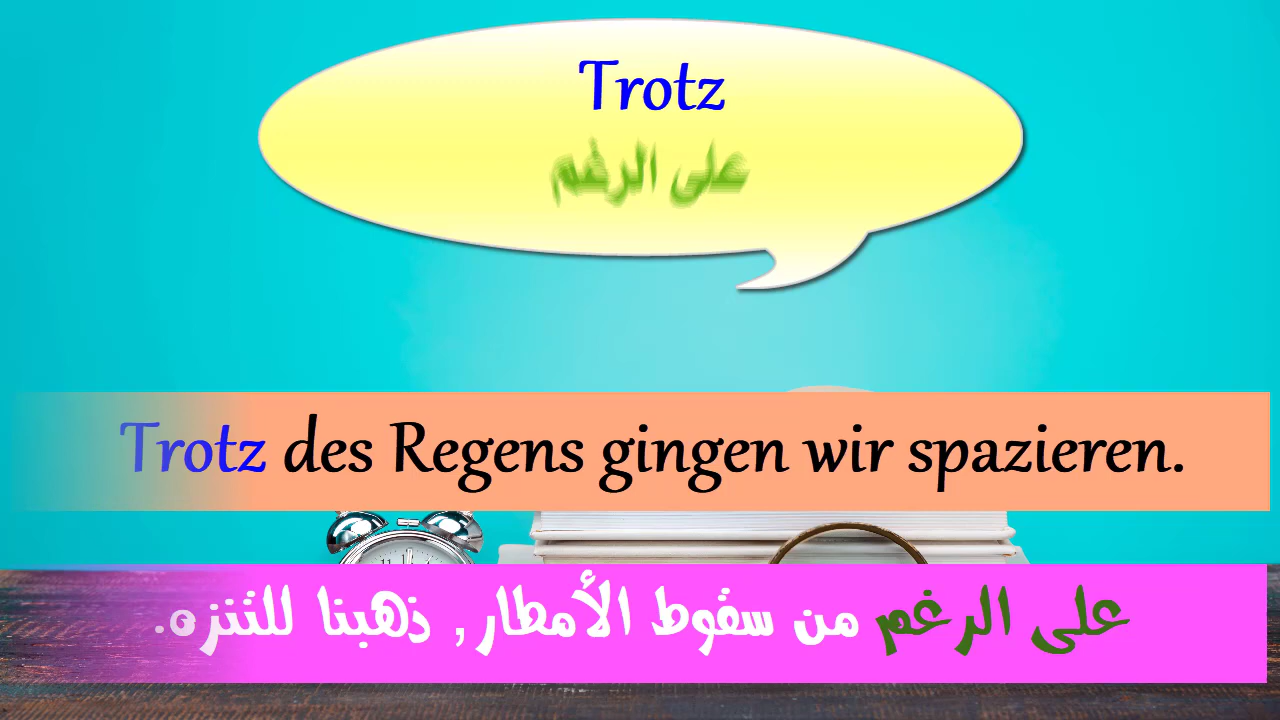 Trotz
على الرغم
Trotz des Regens gingen wir spazieren.
على الرغم من سقوط الأمطار, ذهبنا للتنزه.